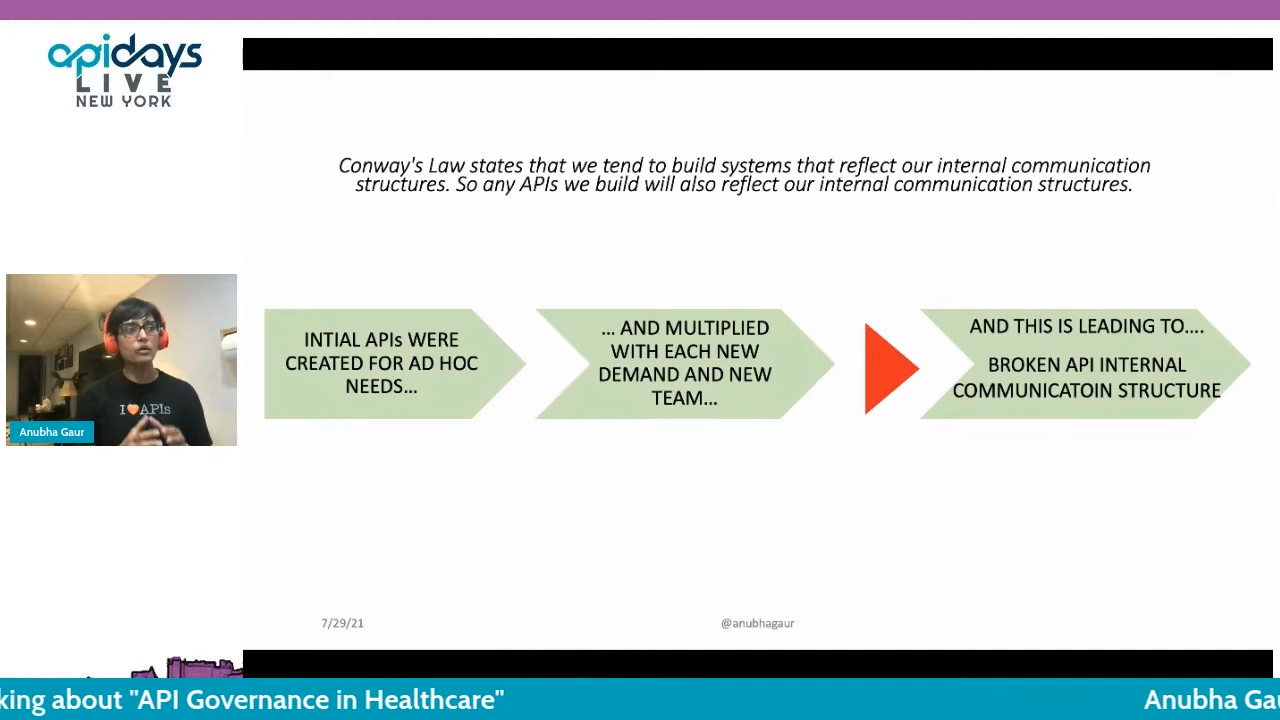 apidays
LIVE
NEW YORK
Conway's Law states that we tend to build systems that reflect our internal communication
structures. So any APIs we build will also reflect our internal communication structures.
INTIAL APIs WERE
CREATED FOR AD HOC
NEEDS...
... AND MULTIPLIED
WITH EACH NEW
DEMAND AND NEW
TEAM...
AND THIS IS LEADING TO....
BROKEN API INTERNAL
COMMUNICATOIN STRUCTURE
I ❤ APIs
Anubha Gaur
7/29/21
@anubhagaur
king about "API Governance in Healthcare"
Anubha Gau